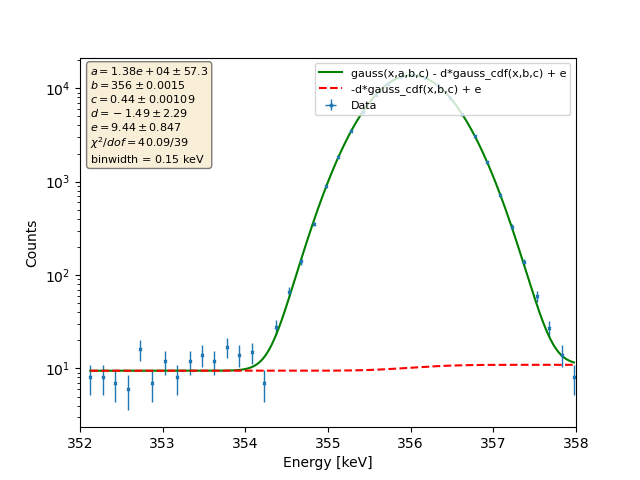 a = 1.38e + 04 ± 57.3
b = 356 ± 0.0015
c = 0.44 ± 0.00109
d = − 1.49 ± 2.29
e = 9.44 ± 0.847
χ²/dof = 40.09/39
binwidth = 0.15 keV
gauss(x,a,b,c) - d*gauss_cdf(x,b,c) + e
-d*gauss_cdf(x,b,c) + e
Data
10⁴
10³
10²
10¹
Counts
352 353 354 355 356 357 358
Energy [keV]